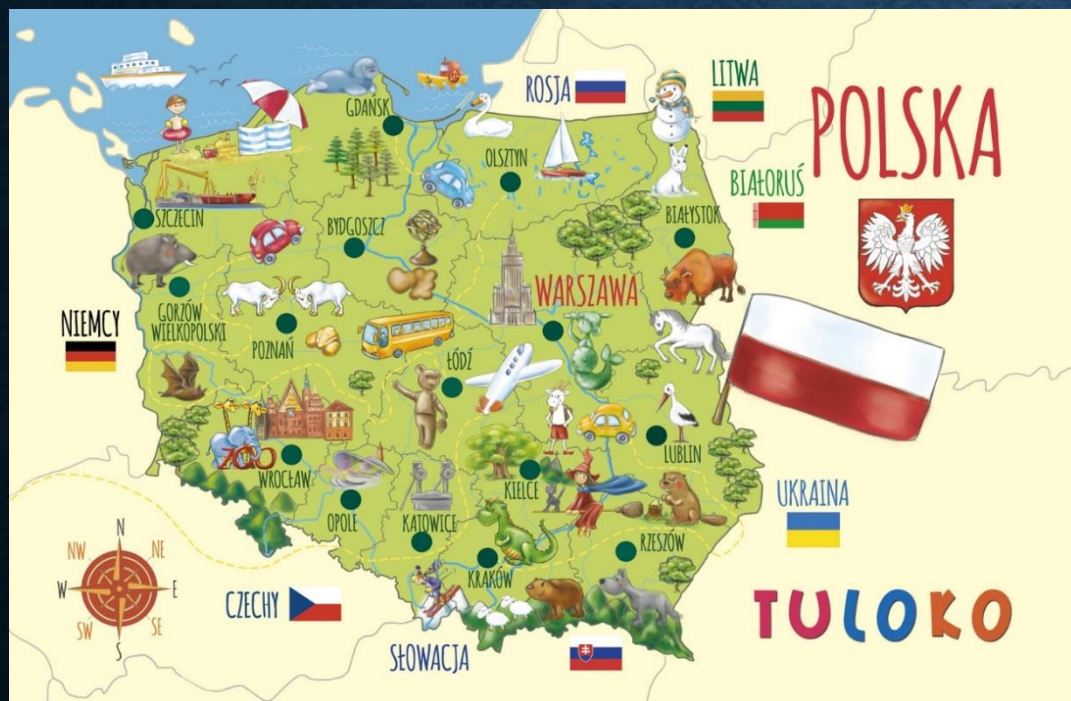 LITWA
ROSJA
POLSKA
GDAŃSK
OLSZTYN
BIAŁORUŚ
SZCZECIN
BIAŁYSTOK
BYDGOSZCZ
WARSZAWA
NIEMCY
GORZÓW
WIELKOPOLSKI
POZNAŃ
ŁÓDŹ
LUBLIN
ZOO
WROCŁAW
KIELCE
UKRAINA
OPOLE
KATOWICE
N
NW
NE
RZESZÓW
KRAKÓW
W
E
CZECHY
TULOKO
SW
SE
S
SŁOWACJA